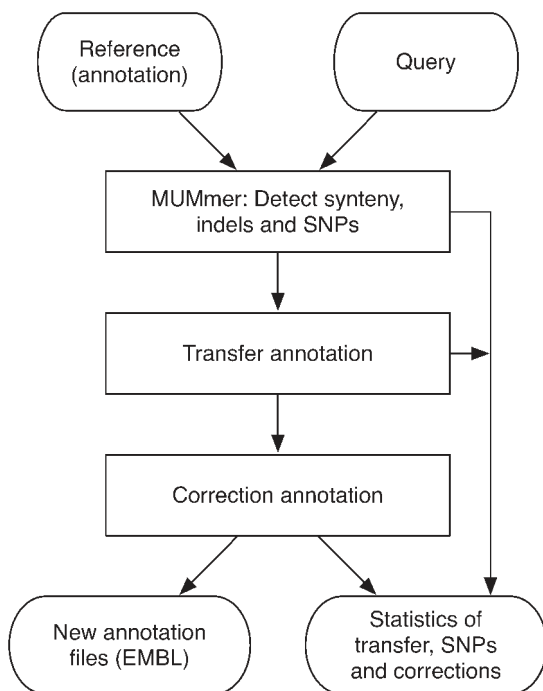 Reference
(annotation)
Query
MUMmer: Detect synteny,
indels and SNPs
Transfer annotation
Correction annotation
New annotation
files (EMBL)
Statistics of
transfer, SNPs
and corrections